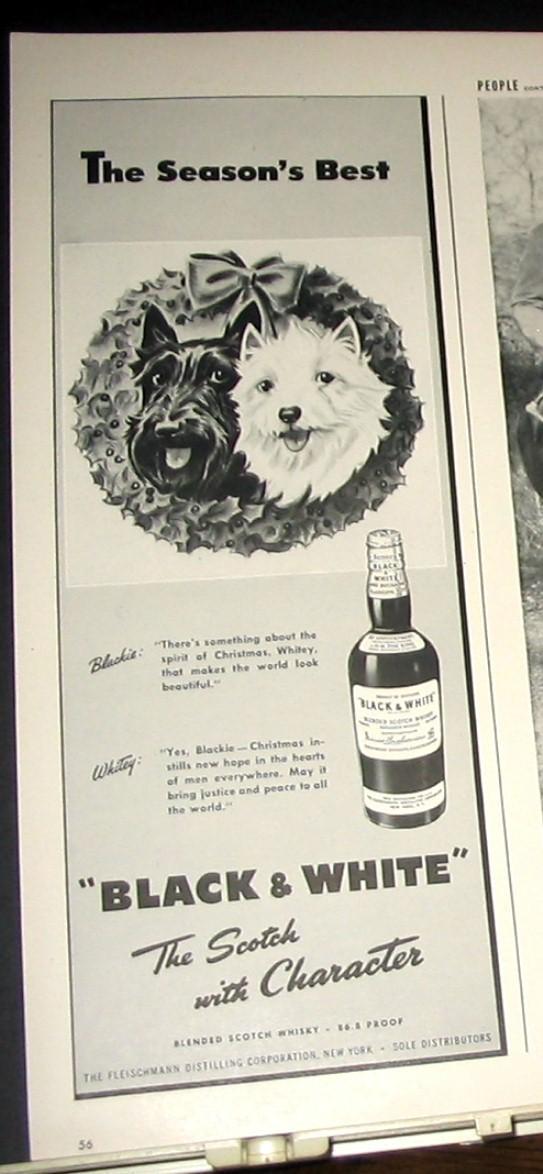 PEOPLE
The Season's Best
Blackie: "There's something about the
spirit of Christmas, Whitey,
that makes the world look
beautiful."
Whitey: "Yes, Blackie — Christmas in-
stills new hope in the hearts
of men everywhere. May it
bring justice and peace to all
the world."
BLACK
&
WHITE
"BLACK & WHITE"
BLENDED SCOTCH WHISKY
"BLACK & WHITE"
The Scotch
with Character
BLENDED SCOTCH WHISKY - 86.8 PROOF
THE FLEISCHMANN DISTILLING CORPORATION, NEW YORK - SOLE DISTRIBUTORS
56